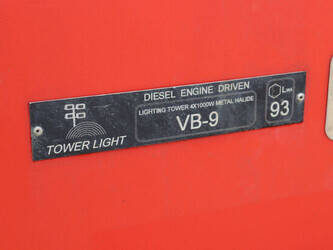 DIESEL ENGINE DRIVEN
LIGHTING TOWER 4X1000W METAL HALIDE
VB-9
LWA
93
TOWER LIGHT